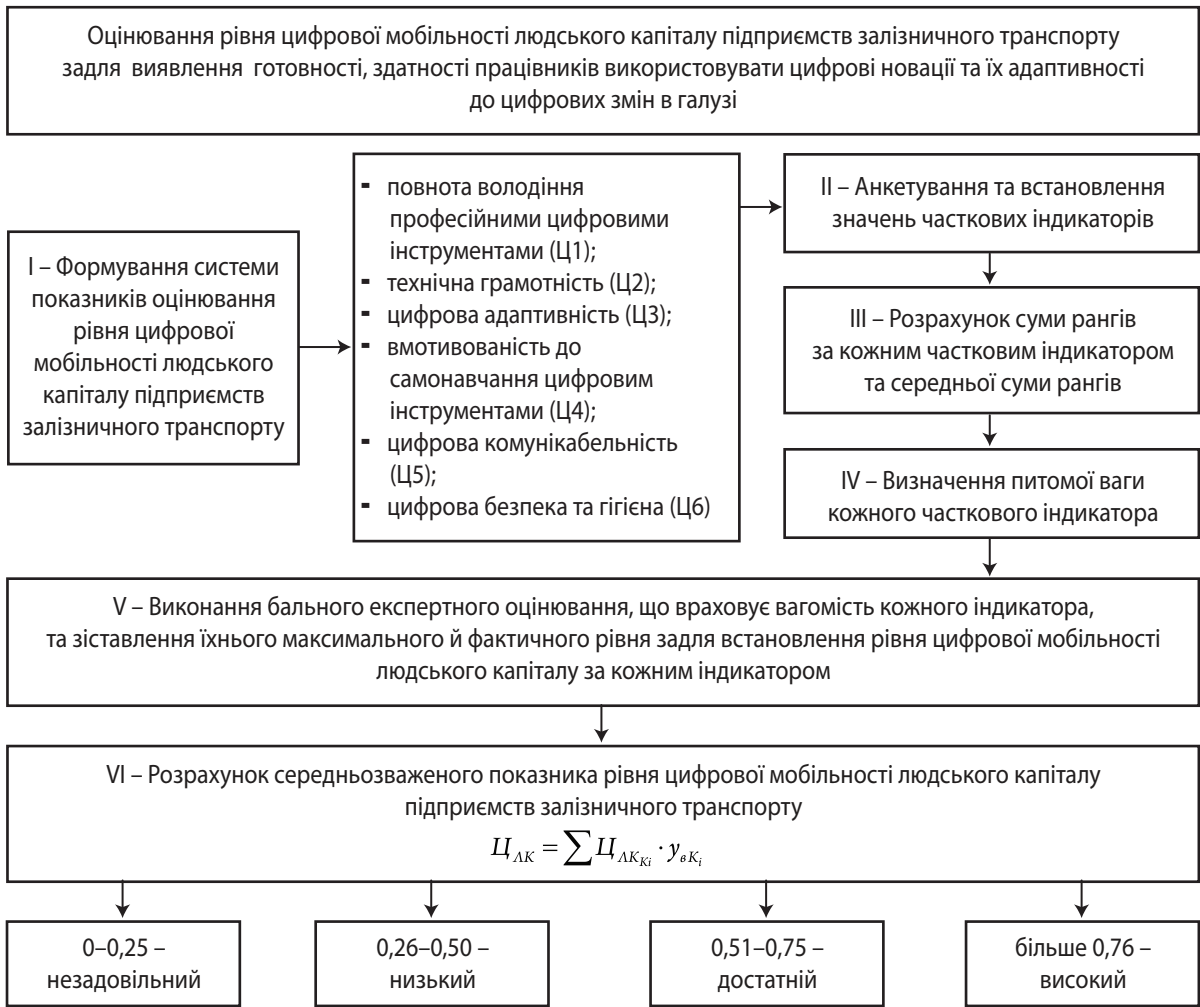 Оцінювання рівня цифрової мобільності людського капіталу підприємств залізничного транспорту
задля виявлення готовності, здатності працівників використовувати цифрові новації та їх адаптивності
до цифрових змін в галузі
І – Формування системи
показників оцінювання
рівня цифрової
мобільності людського
капіталу підприємств
залізничного транспорту
- повнота володіння
професійними цифровими
інструментами (Ц1);
- технічна грамотність (Ц2);
- цифрова адаптивність (Ц3);
- вмотивованість до
самонавчання цифровим
інструментами (Ц4);
- цифрова комунікабельність
(Ц5);
- цифрова безпека та гігієна (Ц6)
ІІ – Анкетування та встановлення
значень часткових індикаторів
ІІІ – Розрахунок суми рангів
за кожним частковим індикатором
та середньої суми рангів
IV – Визначення питомої ваги
кожного часткового індикатора
V – Виконання бального експертного оцінювання, що враховує вагомість кожного індикатора,
та зіставлення їхнього максимального й фактичного рівня задля встановлення рівня цифрової мобільності
людського капіталу за кожним індикатором
VI – Розрахунок середньозваженого показника рівня цифрової мобільності людського капіталу
підприємств залізничного транспорту
Ц_ЛК = ∑ Ц_ЛК_Кі · у_вК_і
0–0,25 –
незадовільний
0,26–0,50 –
низький
0,51–0,75 –
достатній
більше 0,76 –
високий